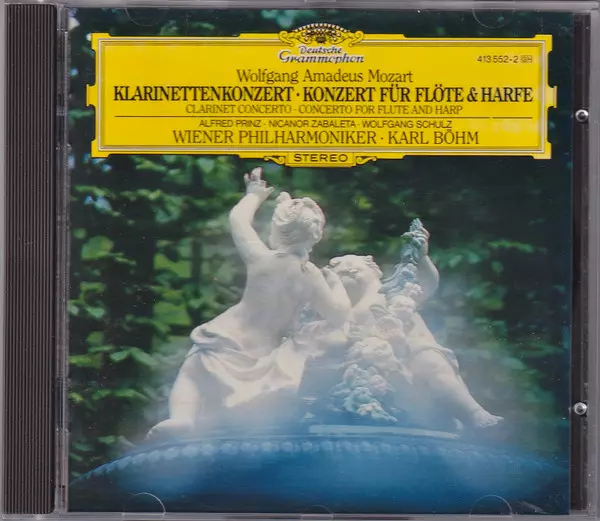 Deutsche
Grammophon
413 552-2
Wolfgang Amadeus Mozart
KLARINETTENKONZERT · KONZERT FÜR FLÖTE & HARFE
CLARINET CONCERTO · CONCERTO FOR FLUTE AND HARP
ALFRED PRINZ · NICANOR ZABALETA · WOLFGANG SCHULZ
WIENER PHILHARMONIKER · KARL BÖHM
STEREO